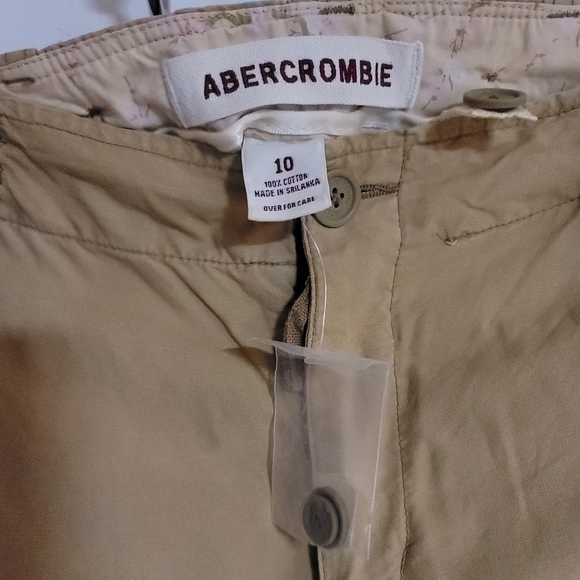 ABERCROMBIE
10
100% COTTON
MADE IN SRILANKA
OVER FOR CARE